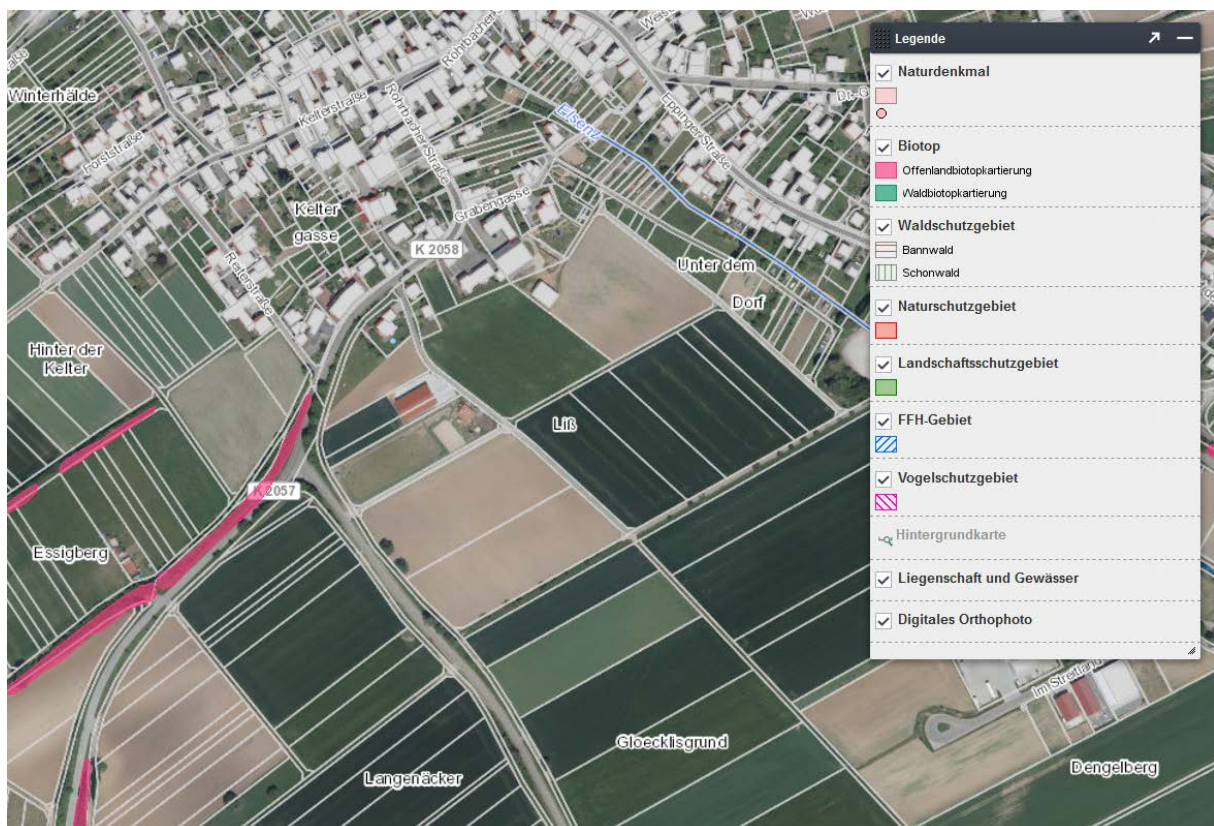 Winterhälde
Forststraße
Kelterstraße
Rohrbacher Straße
Rohrbacher
Elsenz
Eppinger Straße
Grabengasse
Kelter
gasse
K 2058
Reiterstraße
Unter dem
Dorf
Hinter der
Kelter
Liß
K 2057
Essigberg
Gloecklisgrund
Langenäcker
Im Streitland
Dengelberg
Legende
Naturdenkmal
Biotop
Offenlandbiotopkartierung
Waldbiotopkartierung
Waldschutzgebiet
Bannwald
Schonwald
Naturschutzgebiet
Landschaftsschutzgebiet
FFH-Gebiet
Vogelschutzgebiet
Hintergrundkarte
Liegenschaft und Gewässer
Digitales Orthophoto